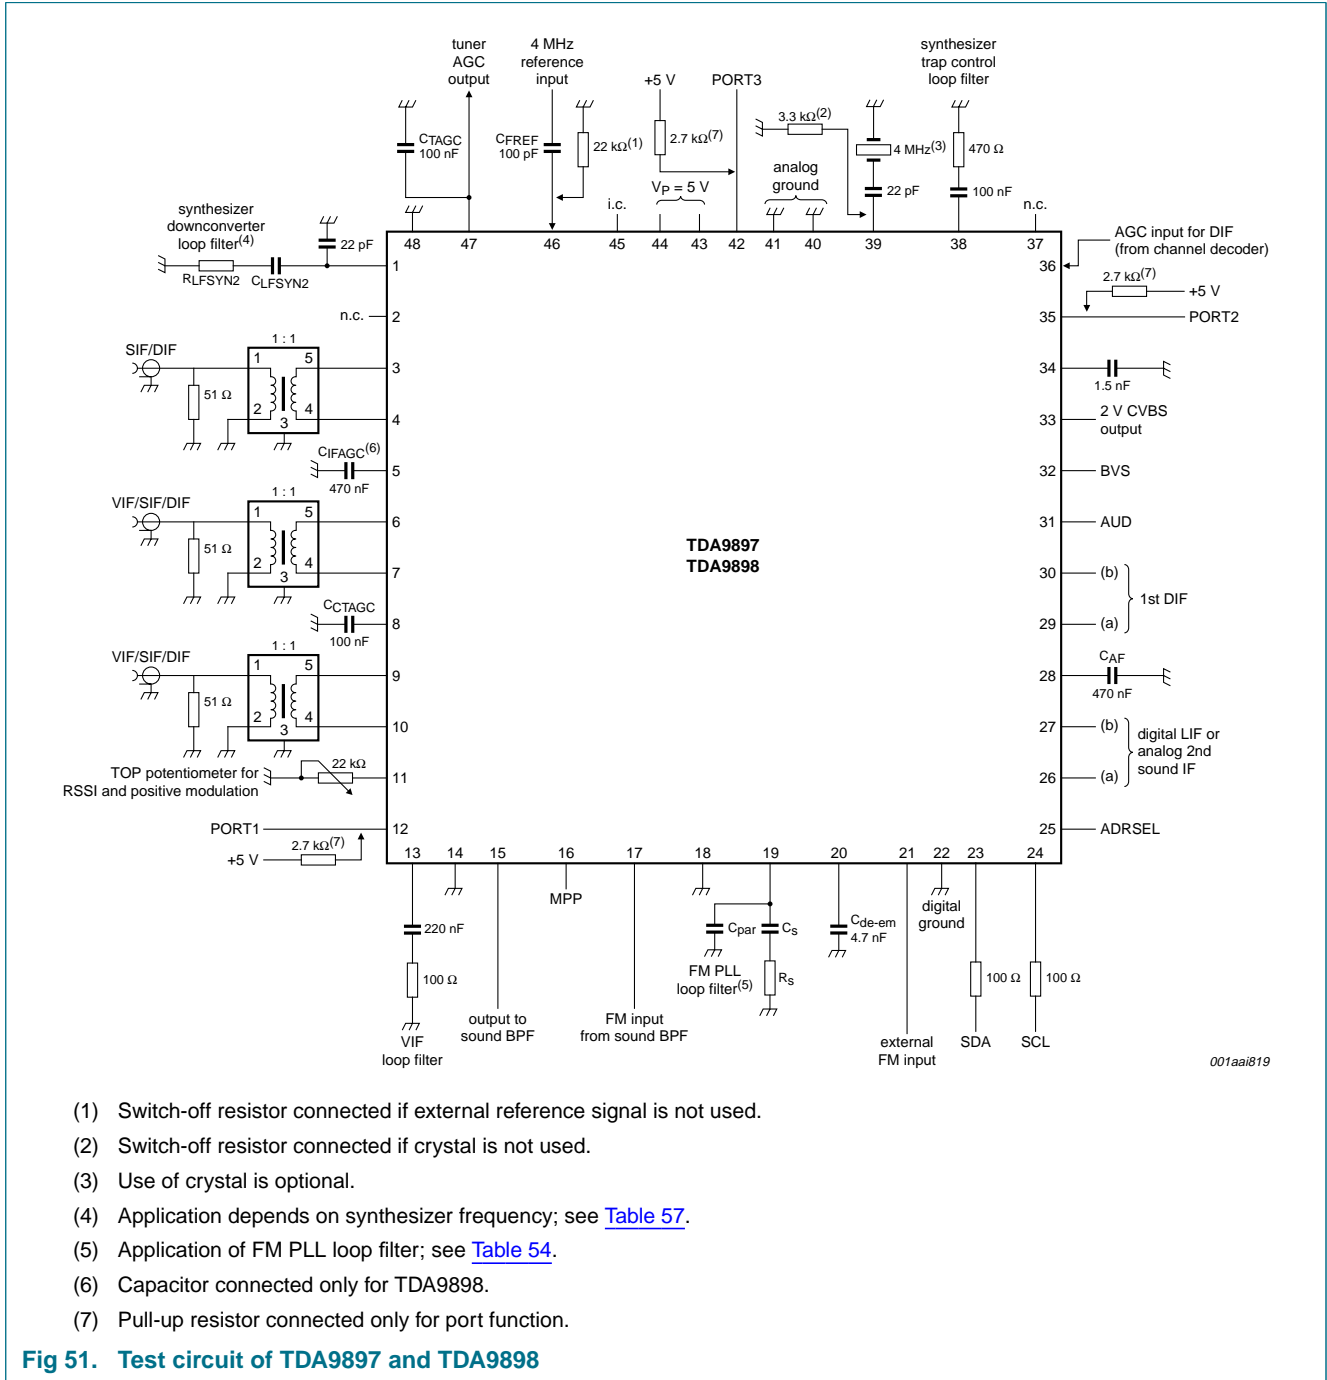 tuner
AGC
output
4 MHz
reference
input
synthesizer
trap control
loop filter
+5 V
PORT3
CTAGC
100 nF
CFREF
100 pF
22 kΩ(1)
2.7 kΩ(7)
3.3 kΩ(2)
4 MHz(3)
470 Ω
analog
ground
22 pF
100 nF
VP = 5 V
i.c.
n.c.
synthesizer
downconverter
loop filter(4)
22 pF
48 47 46 45 44 43 42 41 40 39 38 37
RLFSYN2 CLFSYN2
1
36
AGC input for DIF
(from channel decoder)
2.7 kΩ(7)
+5 V
n.c.
2
35
PORT2
1 : 1
SIF/DIF
1 5
3
34
1.5 nF
51 Ω
2 4
3
4
33
2 V CVBS
output
CIFAGC(6)
470 nF
5
32
BVS
1 : 1
VIF/SIF/DIF
1 5
6
31
AUD
51 Ω
2 4
3
7
TDA9897
TDA9898
30
(b)
1st DIF
CCTAGC
100 nF
8
29
(a)
1 : 1
VIF/SIF/DIF
1 5
9
28
CAF
470 nF
51 Ω
2 4
3
10
27
(b)
digital LIF or
analog 2nd
sound IF
TOP potentiometer for
RSSI and positive modulation
22 kΩ
11
26
(a)
PORT1
12
25
ADRSEL
2.7 kΩ(7)
+5 V
13 14 15 16 17 18 19 20 21 22 23 24
MPP
digital
ground
220 nF
Cpar
Cs
Cde-em
4.7 nF
100 Ω
FM PLL
loop filter(5)
Rs
100 Ω
100 Ω
VIF
loop filter
output to
sound BPF
FM input
from sound BPF
external
FM input
SDA
SCL
001aai819
(1) Switch-off resistor connected if external reference signal is not used.
(2) Switch-off resistor connected if crystal is not used.
(3) Use of crystal is optional.
(4) Application depends on synthesizer frequency; see Table 57.
(5) Application of FM PLL loop filter; see Table 54.
(6) Capacitor connected only for TDA9898.
(7) Pull-up resistor connected only for port function.
Fig 51. Test circuit of TDA9897 and TDA9898